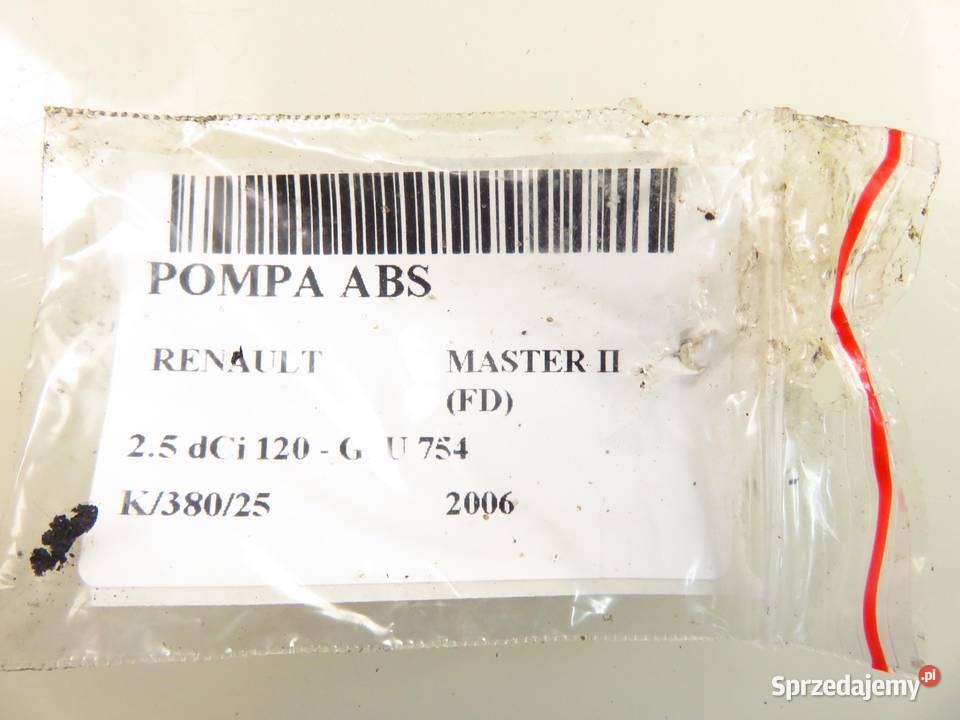 POMPA ABS
RENAULT MASTER II
(FD)
2.5 dCi 120 - U 754
K/380/25 2006
Sprzedajemy.pl